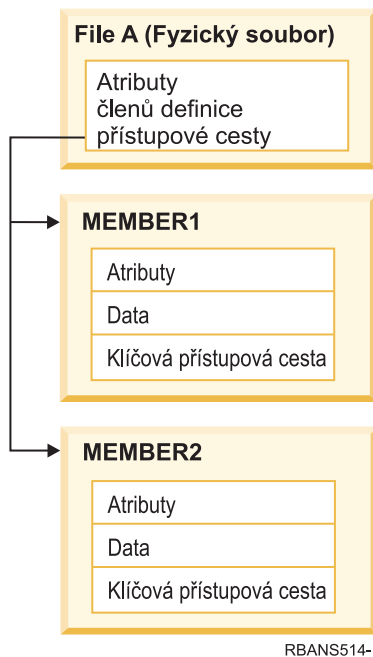 File A (Fyzický soubor)
Atributy
členů definice
přístupové cesty
MEMBER1
Atributy
Data
Klíčová přístupová cesta
MEMBER2
Atributy
Data
Klíčová přístupová cesta
RBANS514-